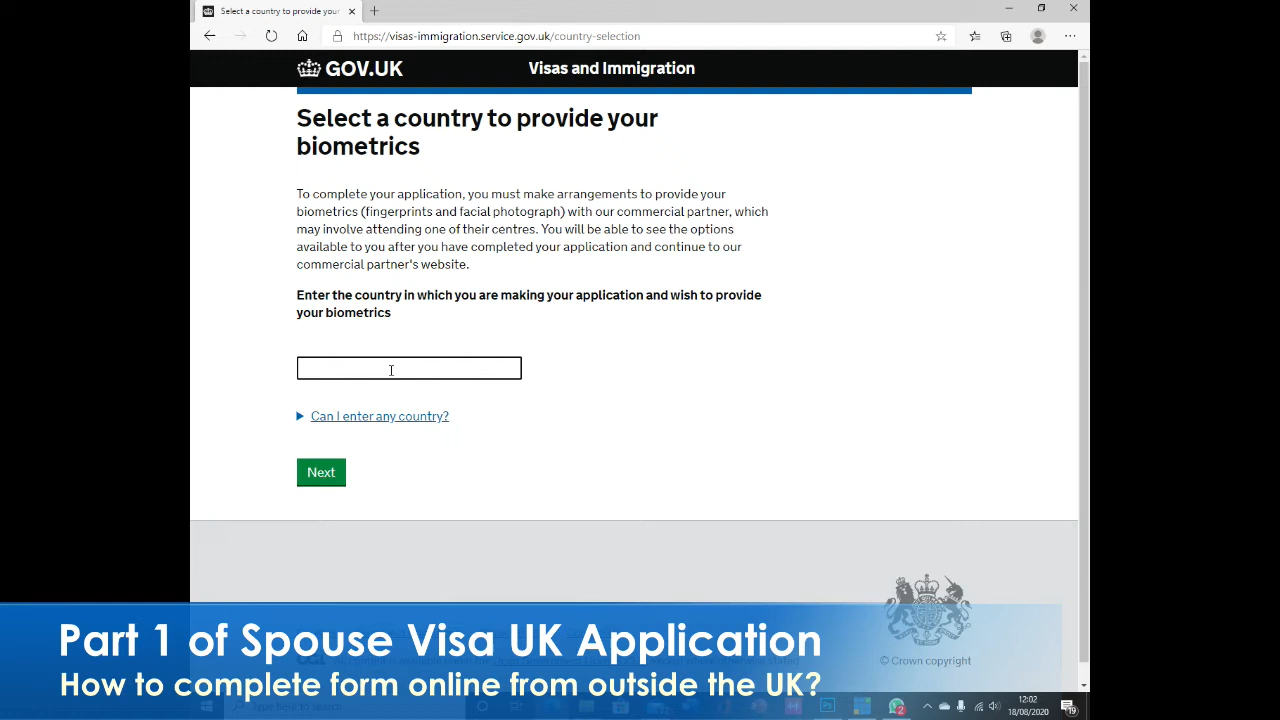 Select a country to provide your
https://visas-immigration.service.gov.uk/country-selection
GOV.UK
Visas and Immigration
Select a country to provide your
biometrics
To complete your application, you must make arrangements to provide your
biometrics (fingerprints and facial photograph) with our commercial partner, which
may involve attending one of their centres. You will be able to see the options
available to you after you have completed your application and continue to our
commercial partner's website.
Enter the country in which you are making your application and wish to provide
your biometrics
Can I enter any country?
Next
Part 1 of Spouse Visa UK Application
How to complete form online from outside the UK?
© Crown copyright
Type here to search
2
12:02
18/08/2020
19